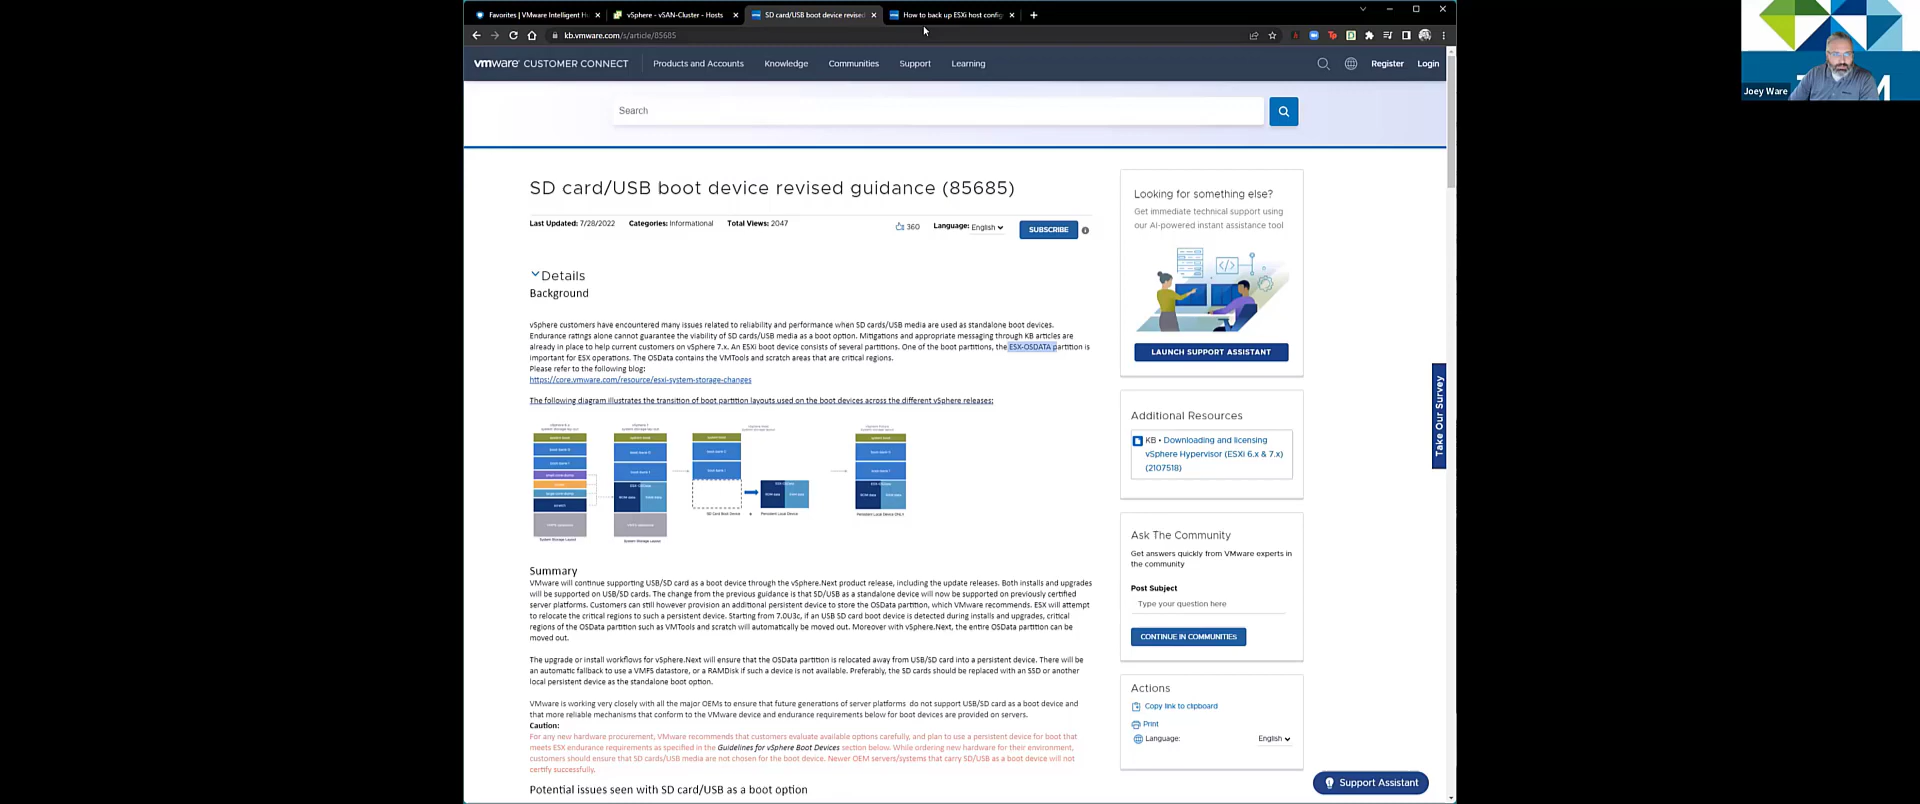 Favorites | VMware Intelligent H
vSphere - vSAN-Cluster - Hosts
SD card/USB boot device revised
How to back up ESXi host config
kb.vmware.com/s/article/85685
Joey Ware
vmware CUSTOMER CONNECT
Products and Accounts
Knowledge
Communities
Support
Learning
Register
Login
Search
SD card/USB boot device revised guidance (85685)
Last Updated: 7/28/2022 Categories: Informational Total Views: 2047
360
Language: English
SUBSCRIBE
Details
Background
vSphere customers have encountered many issues related to reliability and performance when SD cards/USB media are used as standalone boot devices.
Endurance ratings alone cannot guarantee the viability of SD cards/USB media as a boot option. Mitigations and appropriate messaging through KB articles are
already in place to help current customers on vSphere 7.x. An ESXi boot device consists of several partitions. One of the boot partitions, the ESX-OSDATA partition is
important for ESX operations. The OSData contains the VMTools and scratch areas that are critical regions.
Please refer to the following blog:
https://core.vmware.com/resource/esxi-system-storage-changes
The following diagram illustrates the transition of boot partition layouts used on the boot devices across the different vSphere releases:
System Storage Layout
System Storage Layout
SD Card Boot Device
+
Persistent Local Device
Persistent Local Device ONLY
Summary
VMware will continue supporting USB/SD card as a boot device through the vSphere.Next product release, including the update releases. Both installs and upgrades
will be supported on USB/SD cards. The change from the previous guidance is that SD/USB as a standalone device will now be supported on previously certified
server platforms. Customers can still however provision an additional persistent device to store the OSData partition, which VMware recommends. ESX will attempt
to relocate the critical regions to such a persistent device. Starting from 7.0U3c, if an USB SD card boot device is detected during installs and upgrades, critical
regions of the OSData partition such as VMTools and scratch will automatically be moved out. Moreover with vSphere.Next, the entire OSData partition can be
moved out.
The upgrade or install workflows for vSphere.Next will ensure that the OSData partition is relocated away from USB/SD card into a persistent device. There will be
an automatic fallback to use a VMFS datastore, or a RAMDisk if such a device is not available. Preferably, the SD cards should be replaced with an SSD or another
local persistent device as the standalone boot option.
VMware is working very closely with all the major OEMs to ensure that future generations of server platforms do not support USB/SD card as a boot device and
that more reliable mechanisms that conform to the VMware device and endurance requirements below for boot devices are provided on servers.
Caution:
For any new hardware procurement, VMware recommends that customers evaluate available options carefully, and plan to use a persistent device for boot that
meets ESX endurance requirements as specified in the Guidelines for vSphere Boot Devices section below. While ordering new hardware for their environment,
customers should ensure that SD cards/USB media are not chosen for the boot device. Newer OEM servers/systems that carry SD/USB as a boot device will not
certify successfully.
Potential issues seen with SD card/USB as a boot option
Looking for something else?
Get immediate technical support using
our AI-powered instant assistance tool
LAUNCH SUPPORT ASSISTANT
Additional Resources
KB • Downloading and licensing
vSphere Hypervisor (ESXi 6.x & 7.x)
(2107518)
Ask The Community
Get answers quickly from VMware experts in
the community
Post Subject
Type your question here
CONTINUE IN COMMUNITIES
Actions
Copy link to clipboard
Print
Language: English
Take Our Survey
Support Assistant